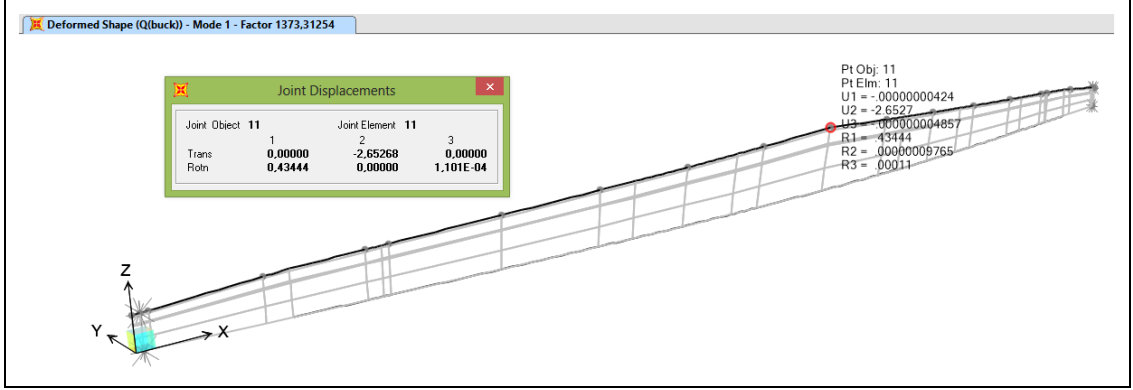 Deformed Shape (Q(buck)) - Mode 1 - Factor 1373,31254
Joint Displacements
Joint Object 11 Joint Element 11
1 2 3
Trans 0,00000 -2,65268 0,00000
Rotn 0,43444 0,00000 1,101E-04
Pt Obj: 11
Pt Elm: 11
U1 = -.00000000424
U2 = -2.6527
U3 = -.000000004857
R1 = .43444
R2 = .00000009765
R3 = .00011
Z
Y
X